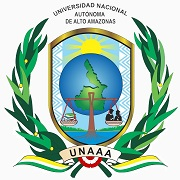 UNIVERSIDAD NACIONAL
AUTÓNOMA
DE ALTO AMAZONAS
UNAAA